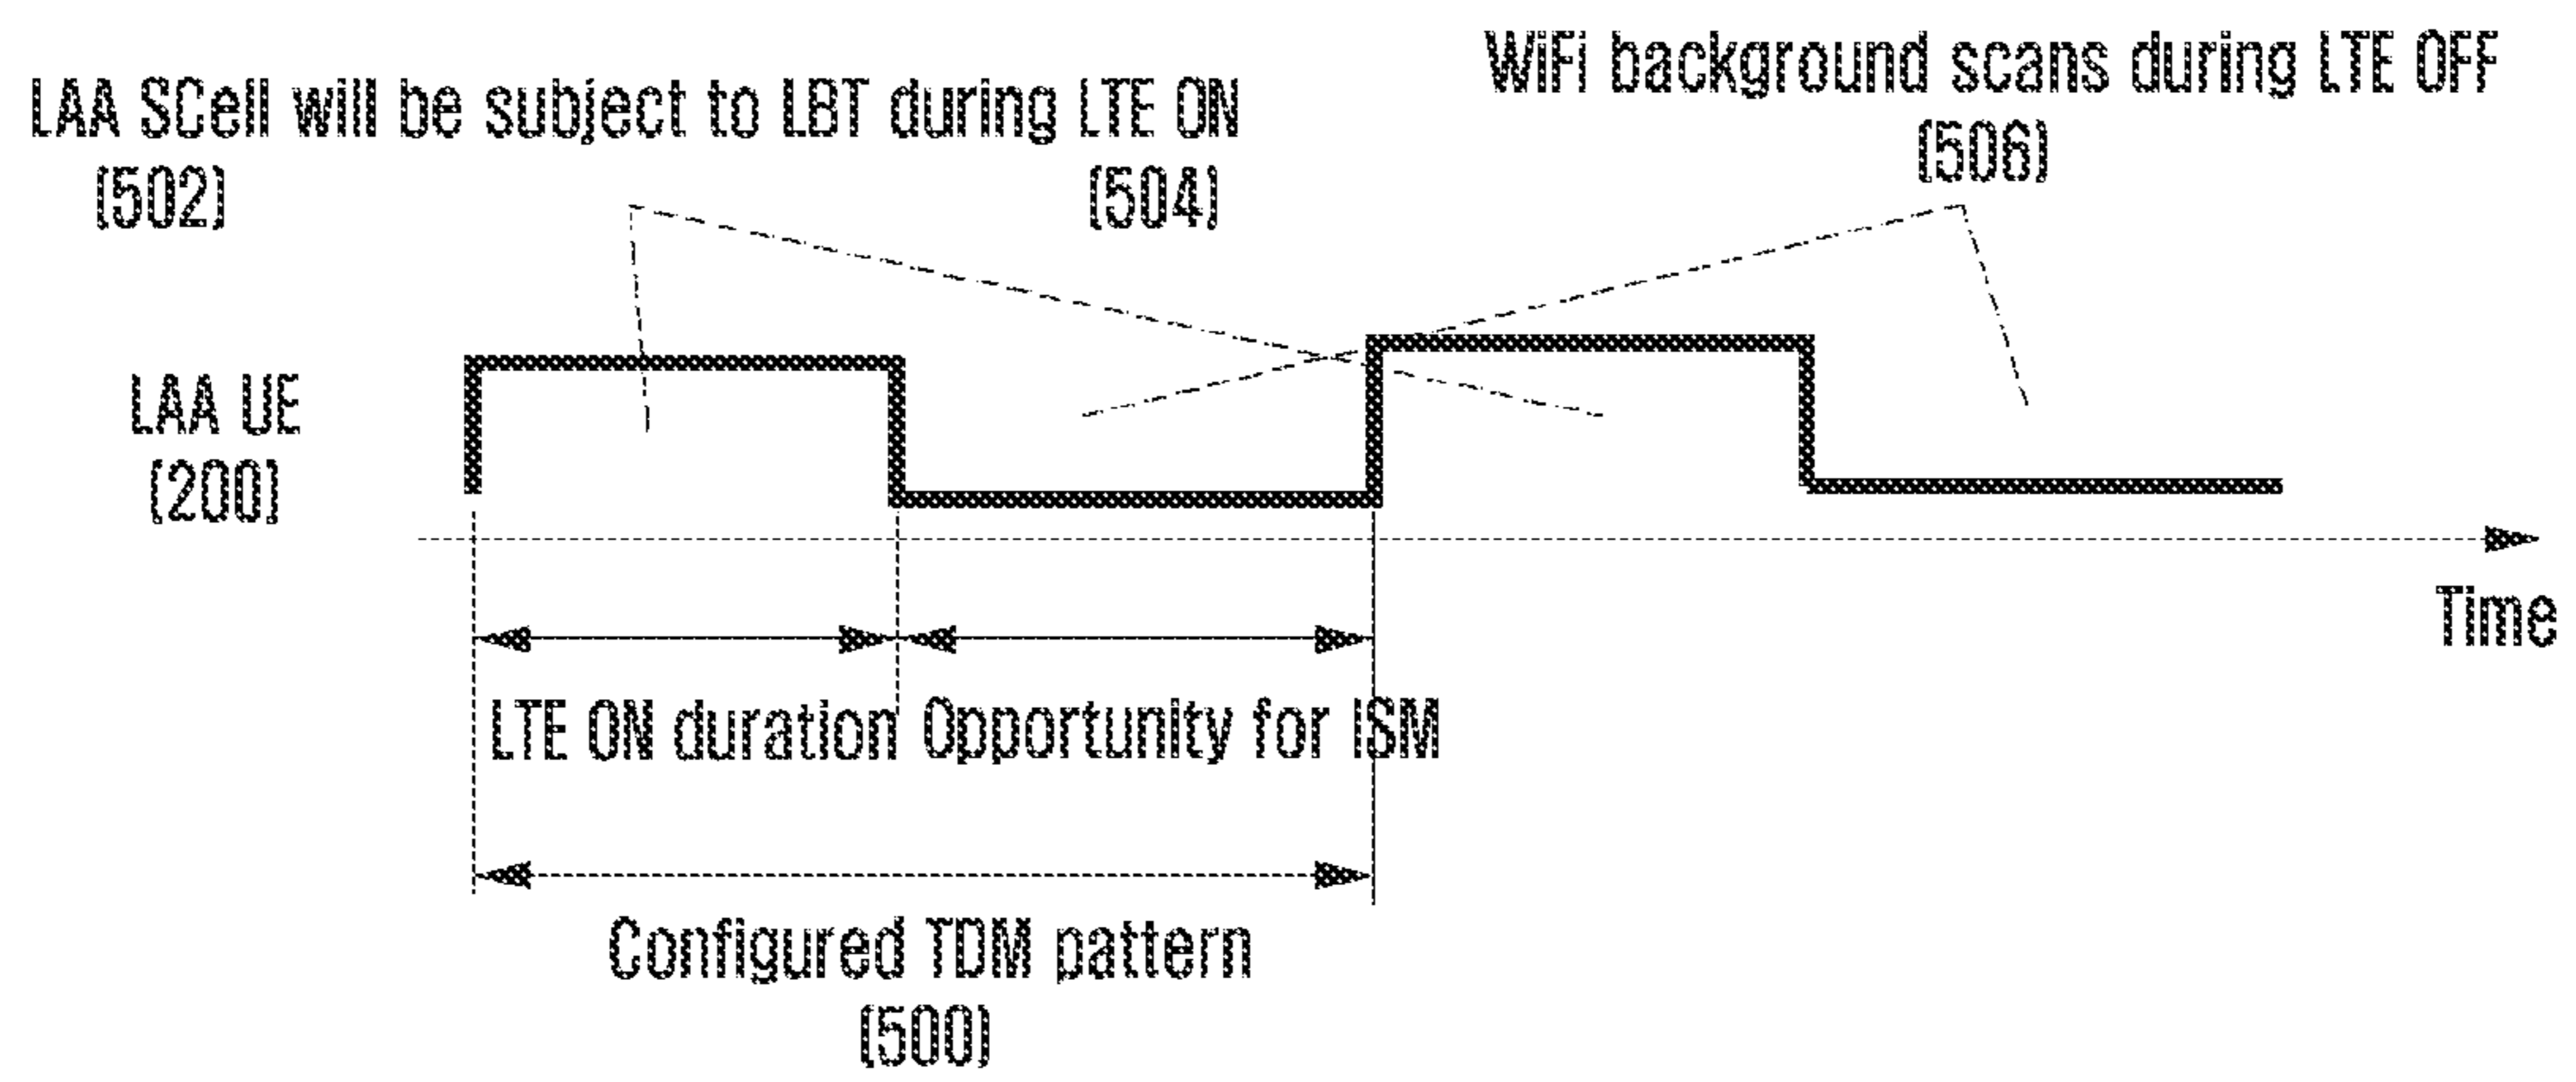 WiFi background scans during LTE OFF
(506)
LAA SCell will be subject to LBT during LTE ON
(502) (504)
LAA UE
(200)
Time
LTE ON duration Opportunity for ISM
Configured TDM pattern
(500)